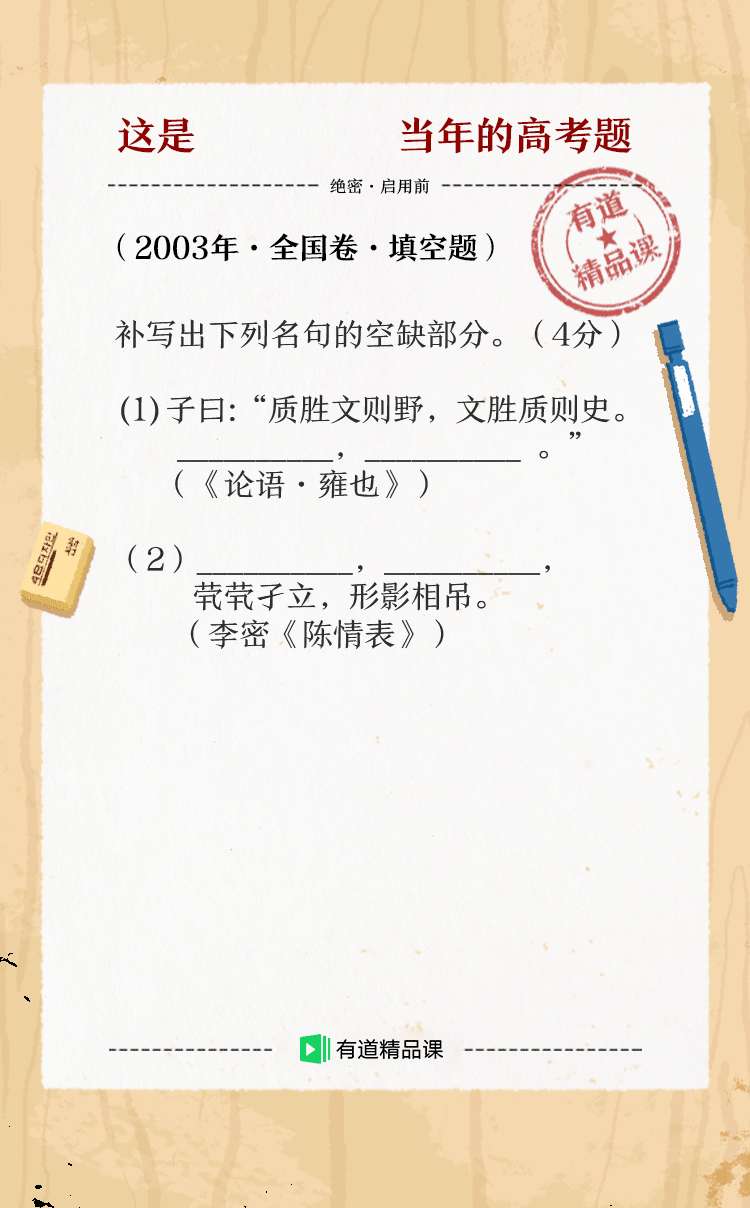 这是 当年的高考题
绝密·启用前
有道
精品课
（2003年·全国卷·填空题）
补写出下列名句的空缺部分。（4分）
(1)子曰:“质胜文则野，文胜质则史。
__________，__________ 。”
（《论语·雍也》）
（2）__________，__________，
茕茕孑立，形影相吊。
（李密《陈情表》）
有道精品课